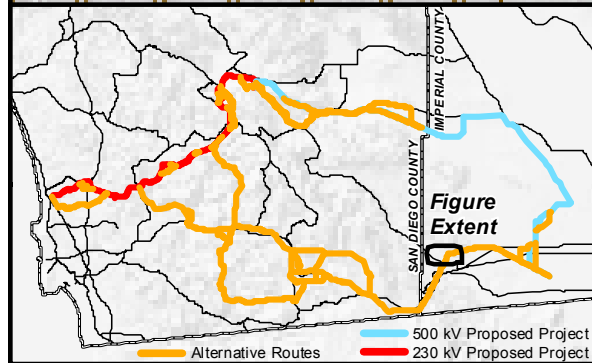 IMPERIAL COUNTY
SAN DIEGO COUNTY
Figure
Extent
500 kV Proposed Project
Alternative Routes
230 kV Proposed Project